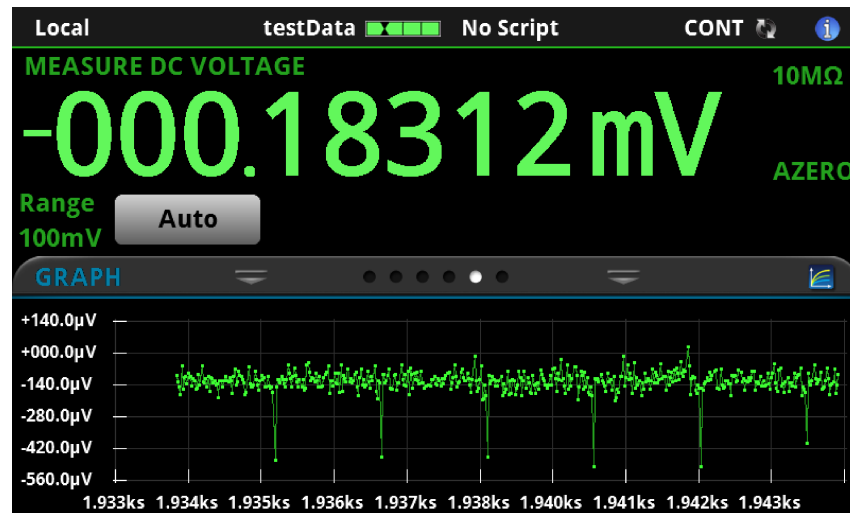 Local testData No Script CONT i
MEASURE DC VOLTAGE
10MΩ
-000.18312 mV
AZERO
Range
100mV
Auto
GRAPH
+140.0µV
+000.0µV
-140.0µV
-280.0µV
-420.0µV
-560.0µV
1.933ks 1.934ks 1.935ks 1.936ks 1.937ks 1.938ks 1.940ks 1.941ks 1.942ks 1.943ks